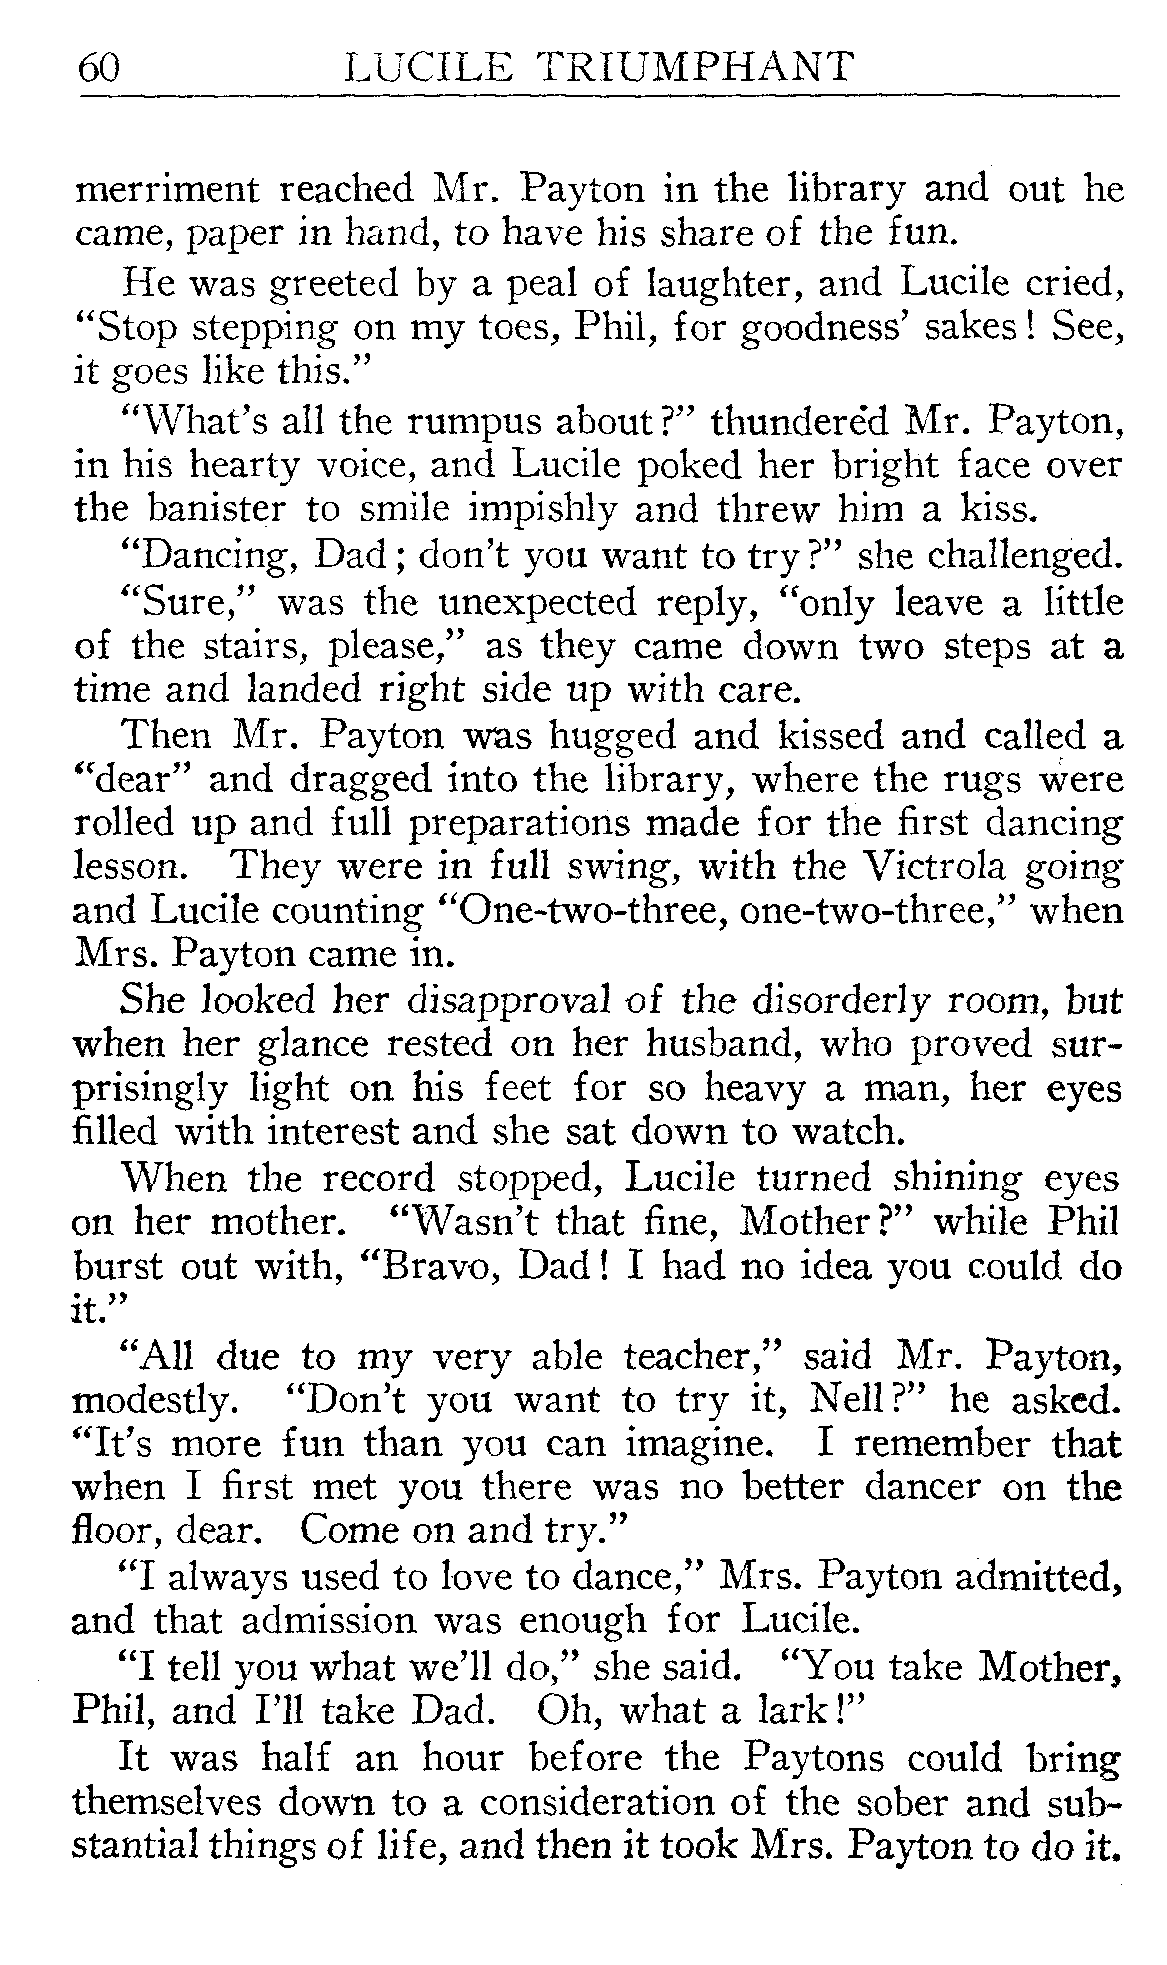 60 LUCILE TRIUMPHANT
merriment reached Mr. Payton in the library and out he
came, paper in hand, to have his share of the fun.
He was greeted by a peal of laughter, and Lucile cried,
“Stop stepping on my toes, Phil, for goodness’ sakes! See,
it goes like this.”
“What’s all the rumpus about?” thundered Mr. Payton,
in his hearty voice, and Lucile poked her bright face over
the banister to smile impishly and threw him a kiss.
“Dancing, Dad; don’t you want to try?” she challenged.
“Sure,” was the unexpected reply, “only leave a little
of the stairs, please,” as they came down two steps at a
time and landed right side up with care.
Then Mr. Payton was hugged and kissed and called a
“dear” and dragged into the library, where the rugs were
rolled up and full preparations made for the first dancing
lesson. They were in full swing, with the Victrola going
and Lucile counting “One-two-three, one-two-three,” when
Mrs. Payton came in.
She looked her disapproval of the disorderly room, but
when her glance rested on her husband, who proved sur-
prisingly light on his feet for so heavy a man, her eyes
filled with interest and she sat down to watch.
When the record stopped, Lucile turned shining eyes
on her mother. “Wasn’t that fine, Mother?” while Phil
burst out with, “Bravo, Dad! I had no idea you could do
it.”
“All due to my very able teacher,” said Mr. Payton,
modestly. “Don’t you want to try it, Nell?” he asked.
“It’s more fun than you can imagine. I remember that
when I first met you there was no better dancer on the
floor, dear. Come on and try.”
“I always used to love to dance,” Mrs. Payton admitted,
and that admission was enough for Lucile.
“I tell you what we’ll do,” she said. “You take Mother,
Phil, and I’ll take Dad. Oh, what a lark!”
It was half an hour before the Paytons could bring
themselves down to a consideration of the sober and sub-
stantial things of life, and then it took Mrs. Payton to do it.